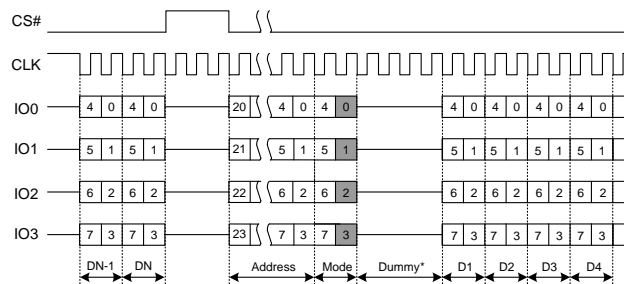 CS#
CLK
IO0 4 0 4 0 20 4 0 4 0 4 0 4 0 4 0 4 0
IO1 5 1 5 1 21 5 1 5 1 5 1 5 1 5 1 5 1
IO2 6 2 6 2 22 6 2 6 2 6 2 6 2 6 2 6 2
IO3 7 3 7 3 23 7 3 7 3 7 3 7 3 7 3 7 3
DN-1 DN Address Mode Dummy* D1 D2 D3 D4